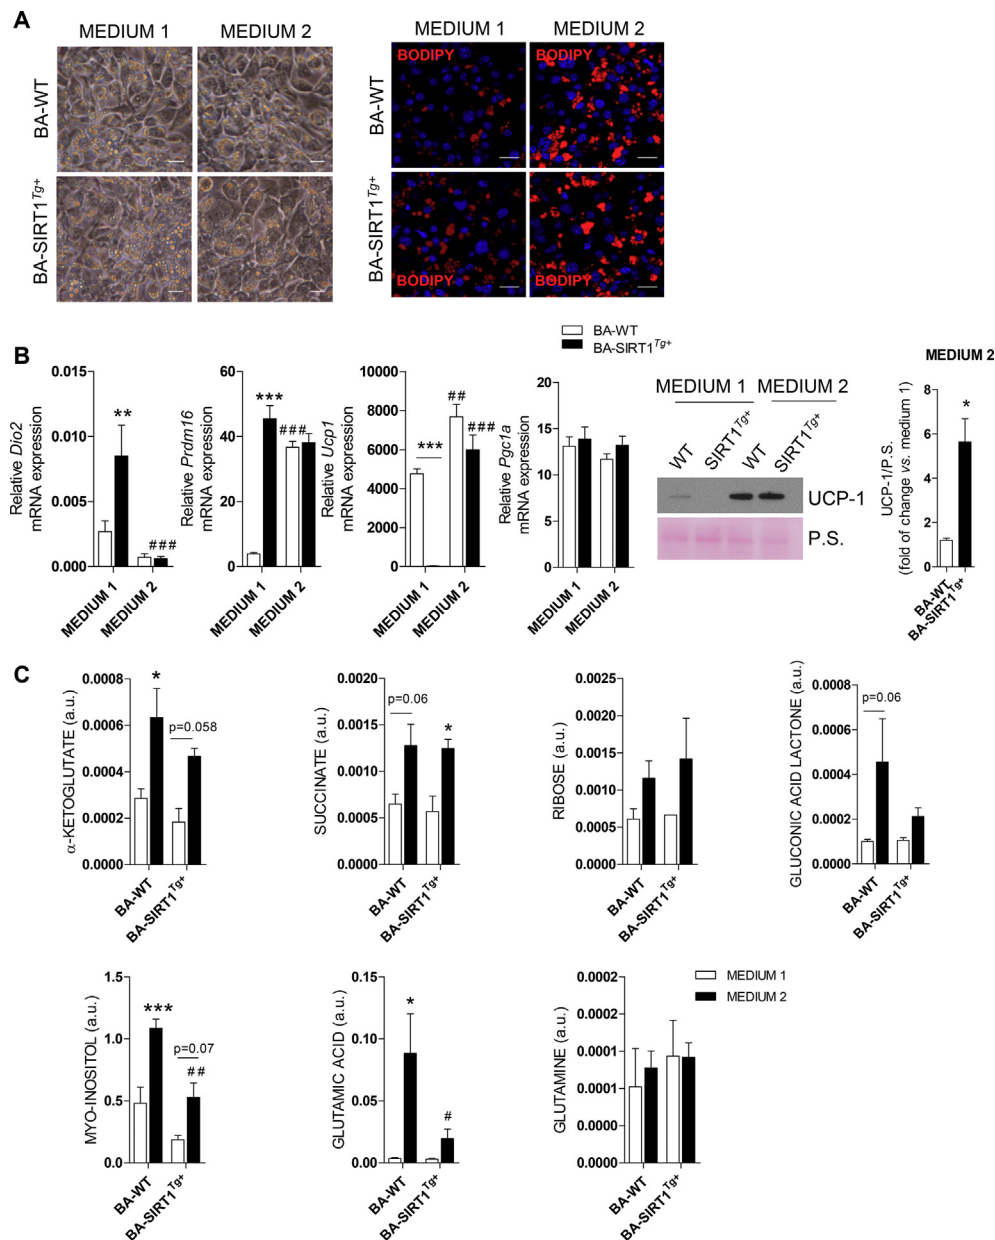 A
MEDIUM 1 MEDIUM 2
BA-WT
BA-SIRT1Tg+
MEDIUM 1 MEDIUM 2
BA-WT
BA-SIRT1Tg+
BODIPY BODIPY
BODIPY BODIPY
B
BA-WT
BA-SIRT1Tg+
Relative Dio2
mRNA expression
0.015
0.010
0.005
0.000
**
###
MEDIUM 1
MEDIUM 2
Relative Prdm16
mRNA expression
60
40
20
0
***
###
MEDIUM 1
MEDIUM 2
Relative Ucp1
mRNA expression
10000
8000
6000
4000
2000
0
***
##
###
MEDIUM 1
MEDIUM 2
Relative Pgc1a
mRNA expression
20
15
10
5
0
MEDIUM 1
MEDIUM 2
MEDIUM 1 MEDIUM 2
WT
SIRT1Tg+
WT
SIRT1Tg+
UCP-1
P.S.
MEDIUM 2
UCP-1/P.S.
(fold of change vs. medium 1)
8
6
4
2
0
*
BA-WT
BA-SIRT1Tg+
C
α-KETOGLUTATE (a.u.)
0.0008
0.0006
0.0004
0.0002
0.0000
*
p=0.058
BA-WT
BA-SIRT1Tg+
SUCCINATE (a.u.)
0.0020
0.0015
0.0010
0.0005
0.0000
p=0.06
*
BA-WT
BA-SIRT1Tg+
RIBOSE (a.u.)
0.0025
0.0020
0.0015
0.0010
0.0005
0.0000
BA-WT
BA-SIRT1Tg+
GLUCONIC ACID LACTONE (a.u.)
0.0008
0.0006
0.0004
0.0002
0.0000
p=0.06
BA-WT
BA-SIRT1Tg+
MYO-INOSITOL (a.u.)
1.5
1.0
0.5
0.0
***
p=0.07
##
BA-WT
BA-SIRT1Tg+
GLUTAMIC ACID (a.u.)
0.15
0.10
0.05
0.00
*
#
BA-WT
BA-SIRT1Tg+
GLUTAMINE (a.u.)
0.0002
0.0002
0.0001
0.0001
0.0000
0.0000
BA-WT
BA-SIRT1Tg+
MEDIUM 1
MEDIUM 2